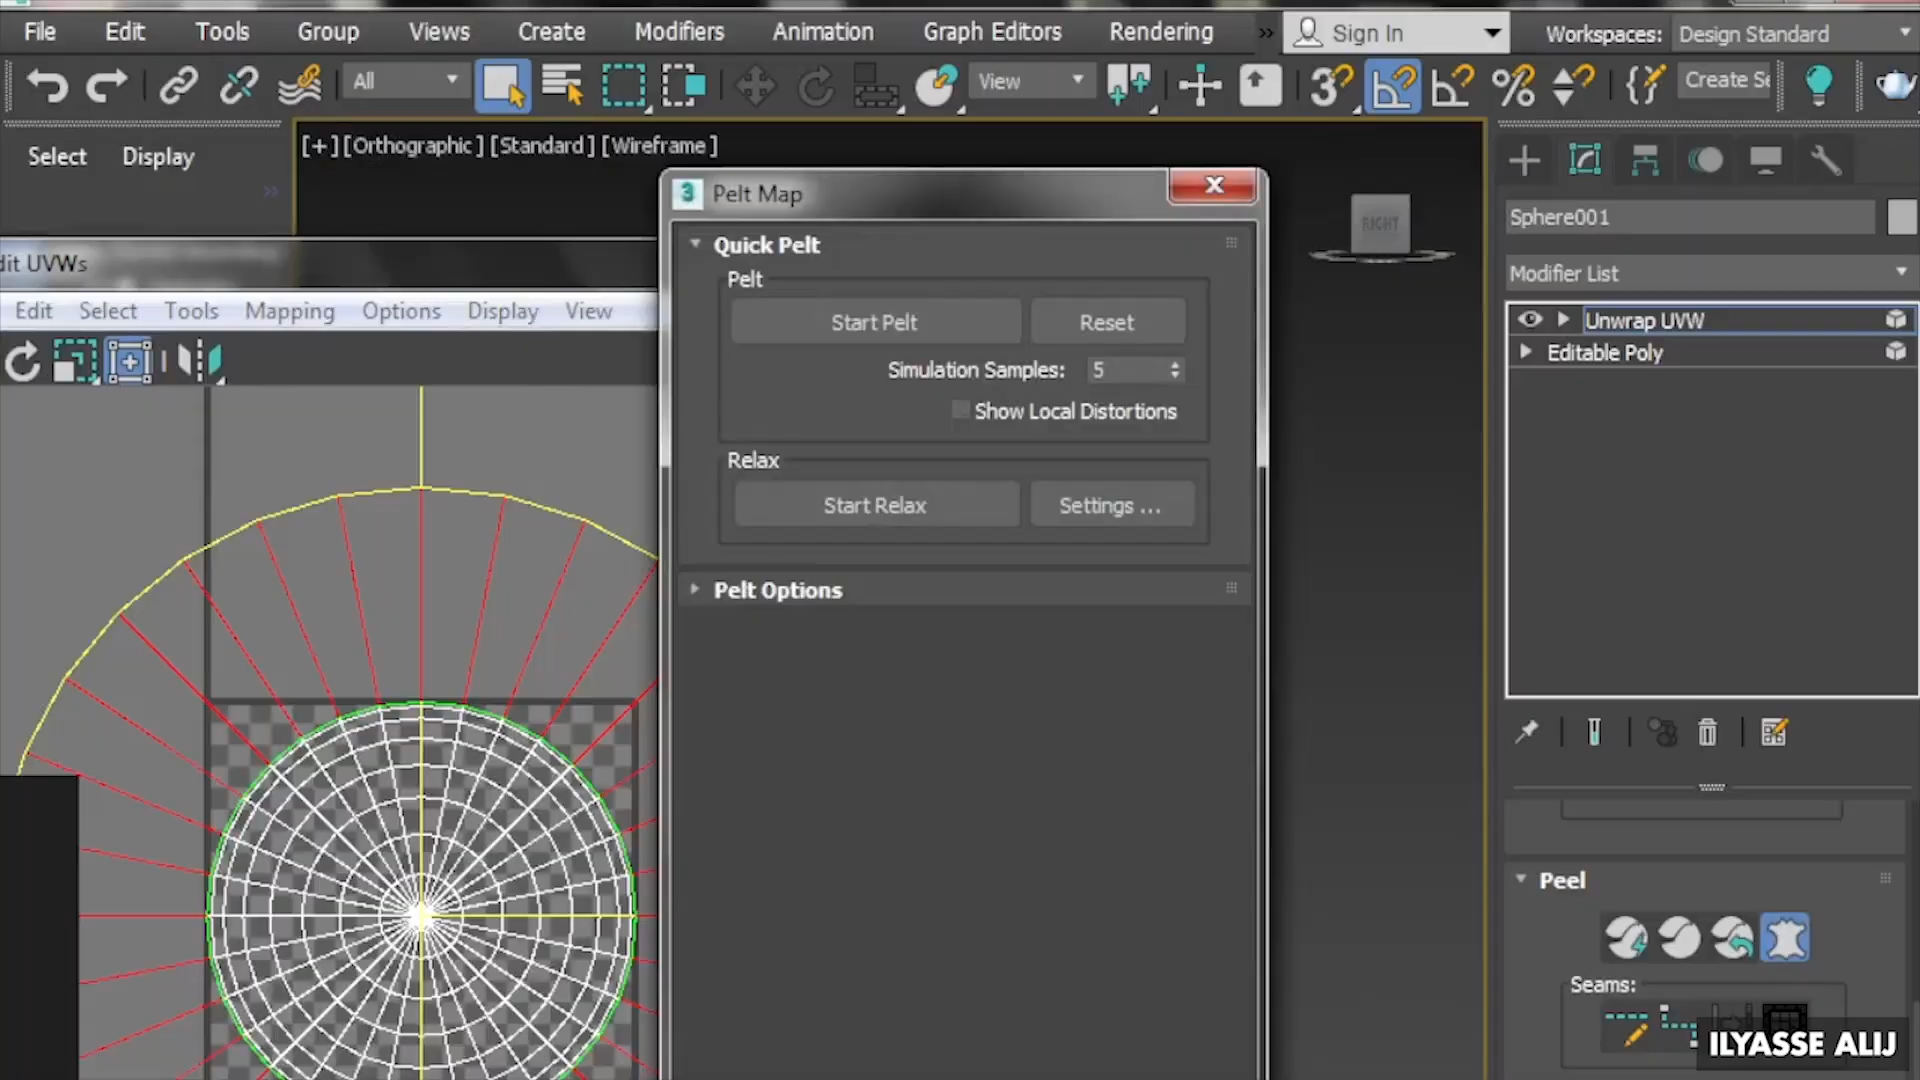 File Edit Tools Group Views Create Modifiers Animation Graph Editors Rendering » Sign In Workspaces: Design Standard
All View 3 Create Se
Select Display
[+] [Orthographic] [Standard] [Wireframe]
3 Pelt Map
RIGHT
Sphere001
Quick Pelt
dit UVWs
Modifier List
Pelt
Edit Select Tools Mapping Options Display View
Start Pelt Reset
Unwrap UVW
Editable Poly
Simulation Samples: 5
Show Local Distortions
Relax
Start Relax Settings ...
Pelt Options
Peel
Seams:
ILYASSE ALIJ